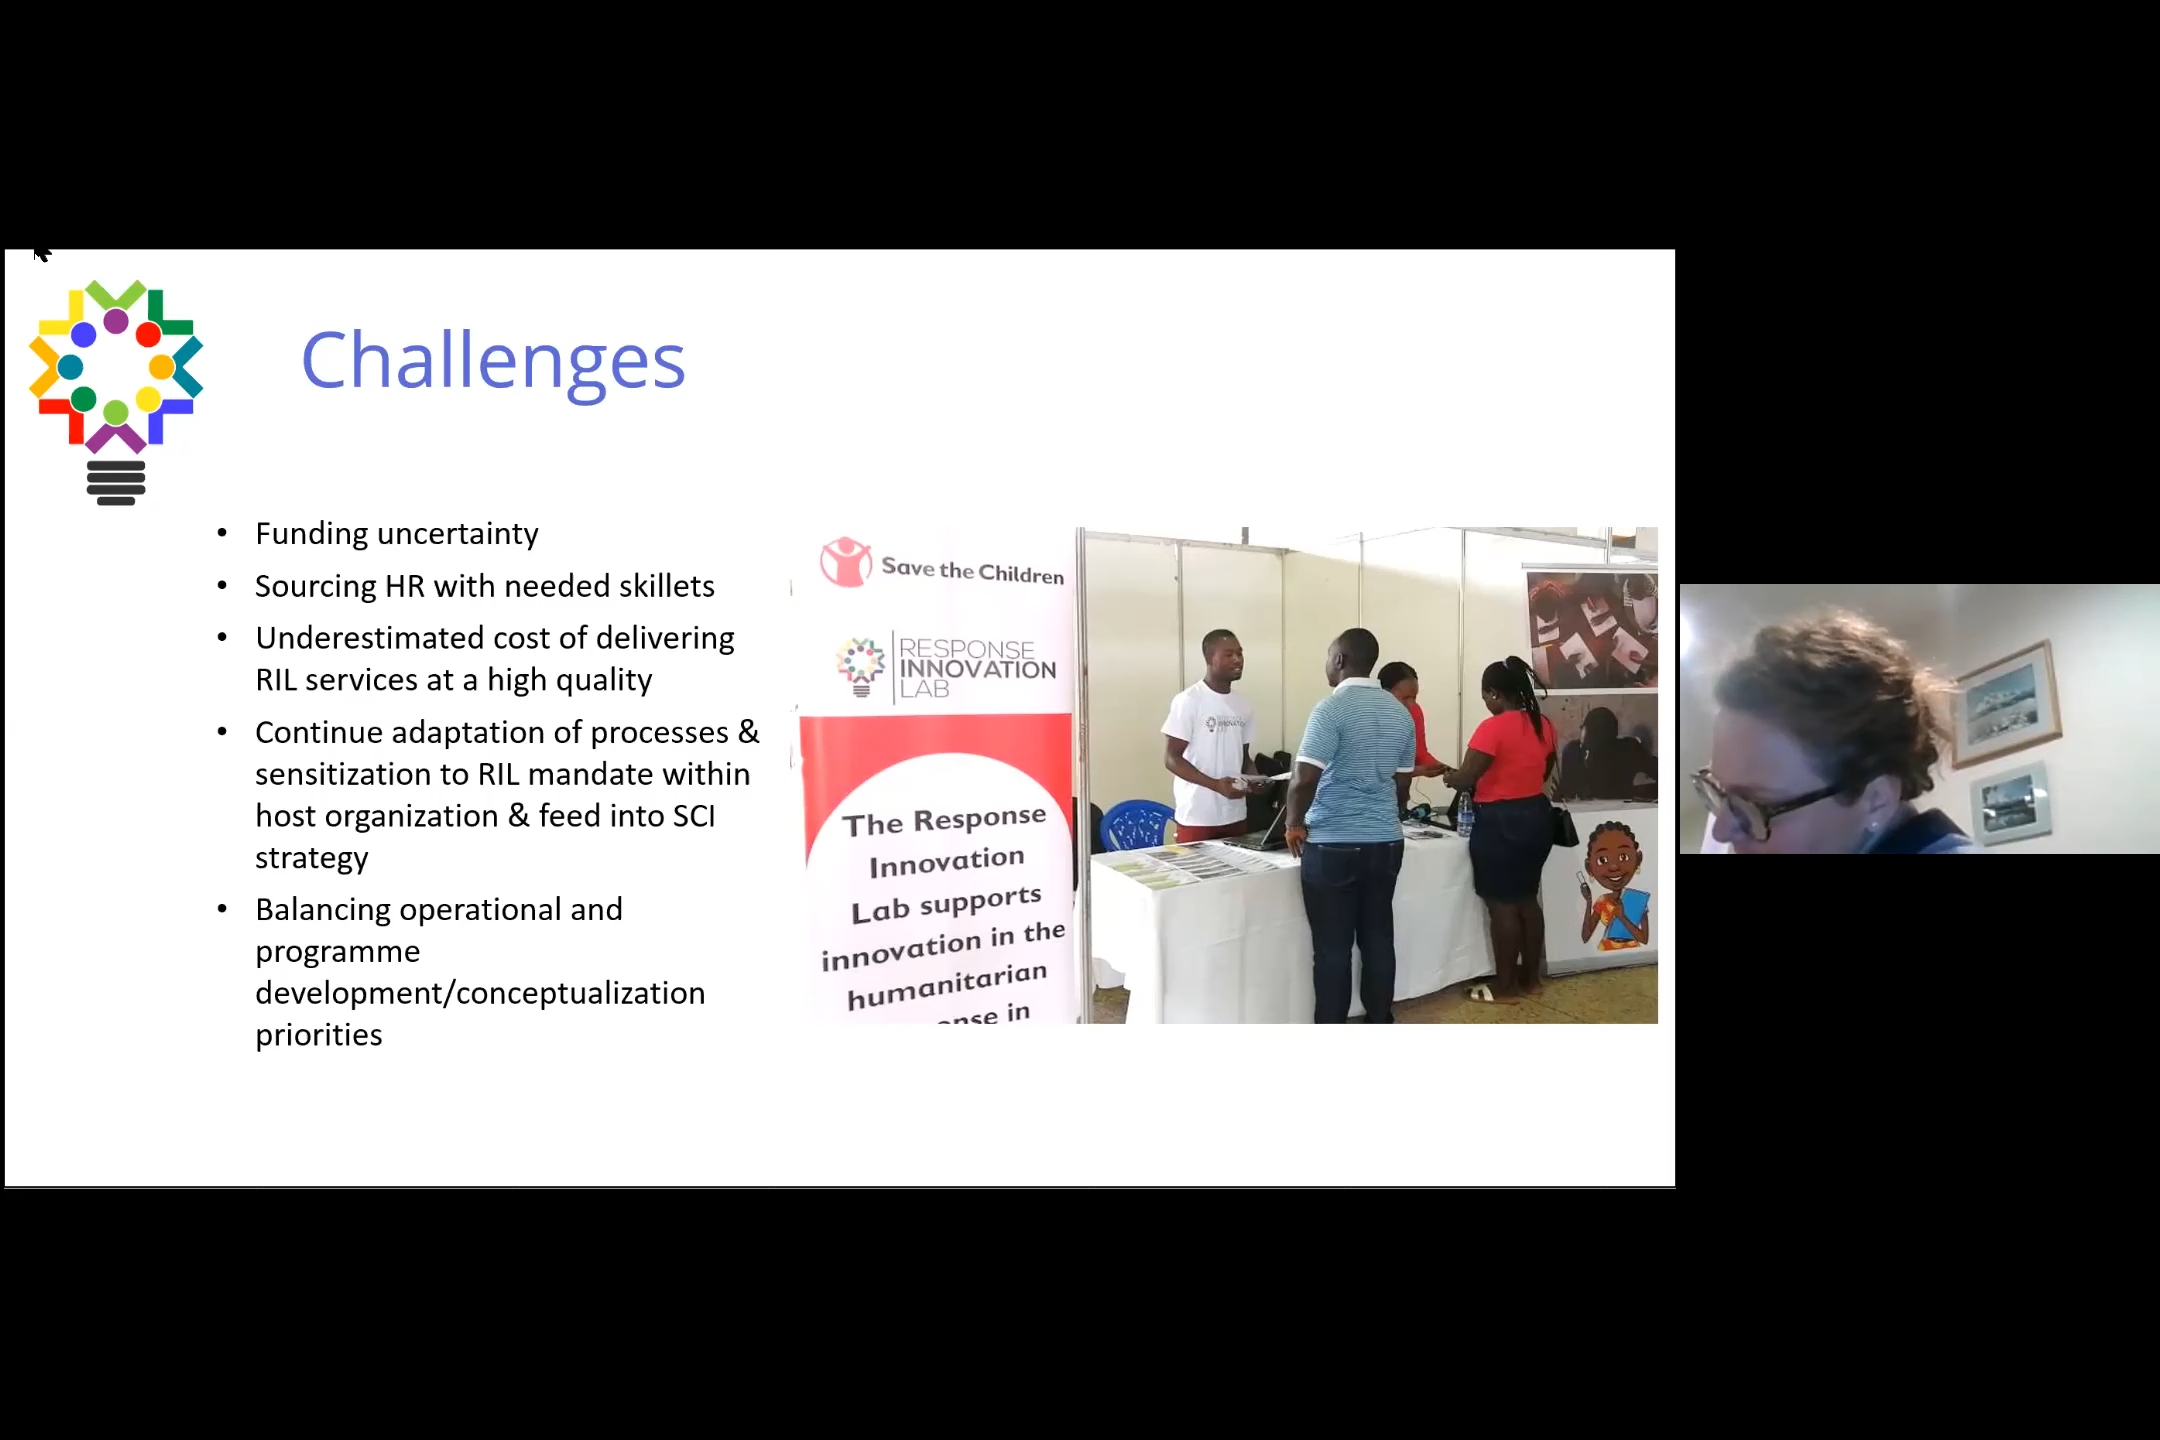 Challenges
• Funding uncertainty
• Sourcing HR with needed skillets
• Underestimated cost of delivering
RIL services at a high quality
• Continue adaptation of processes &
sensitization to RIL mandate within
host organization & feed into SCI
strategy
• Balancing operational and
programme
development/conceptualization
priorities
Save the Children
RESPONSE
INNOVATION
LAB
The Response
Innovation
Lab supports
innovation in the
humanitarian
in